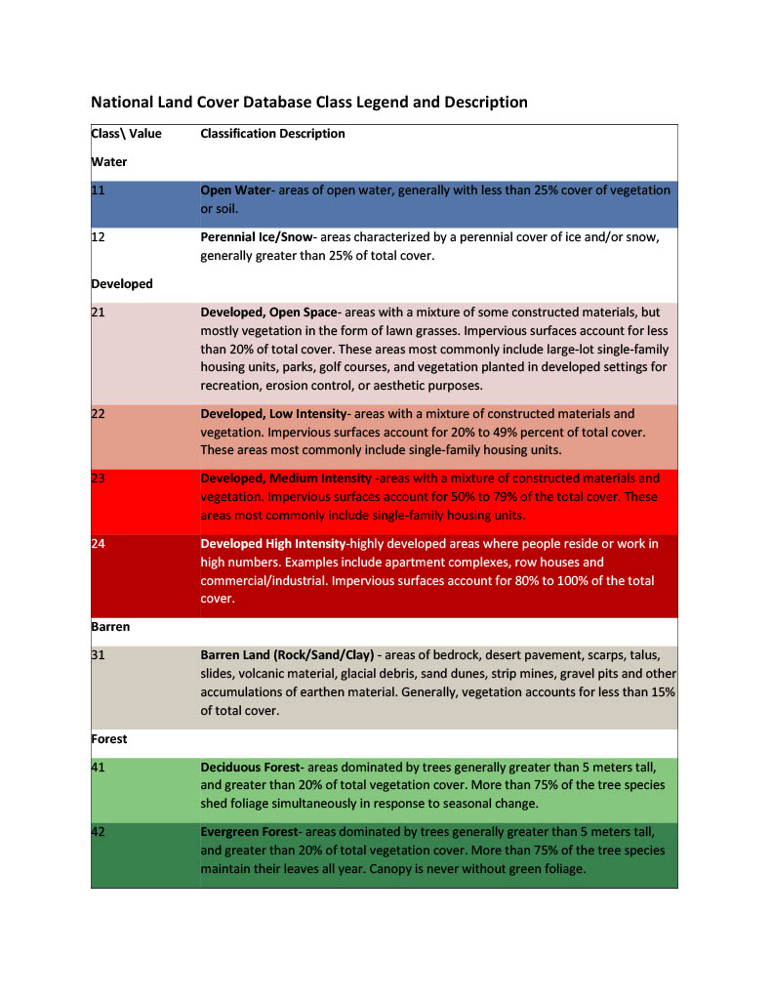 National Land Cover Database Class Legend and Description
Class\ Value Classification Description
Water
11 Open Water- areas of open water, generally with less than 25% cover of vegetation
or soil.
12 Perennial Ice/Snow- areas characterized by a perennial cover of ice and/or snow,
generally greater than 25% of total cover.
Developed
21 Developed, Open Space- areas with a mixture of some constructed materials, but
mostly vegetation in the form of lawn grasses. Impervious surfaces account for less
than 20% of total cover. These areas most commonly include large-lot single-family
housing units, parks, golf courses, and vegetation planted in developed settings for
recreation, erosion control, or aesthetic purposes.
22 Developed, Low Intensity- areas with a mixture of constructed materials and
vegetation. Impervious surfaces account for 20% to 49% percent of total cover.
These areas most commonly include single-family housing units.
23 Developed, Medium Intensity -areas with a mixture of constructed materials and
vegetation. Impervious surfaces account for 50% to 79% of the total cover. These
areas most commonly include single-family housing units.
24 Developed High Intensity-highly developed areas where people reside or work in
high numbers. Examples include apartment complexes, row houses and
commercial/industrial. Impervious surfaces account for 80% to 100% of the total
cover.
Barren
31 Barren Land (Rock/Sand/Clay) - areas of bedrock, desert pavement, scarps, talus,
slides, volcanic material, glacial debris, sand dunes, strip mines, gravel pits and other
accumulations of earthen material. Generally, vegetation accounts for less than 15%
of total cover.
Forest
41 Deciduous Forest- areas dominated by trees generally greater than 5 meters tall,
and greater than 20% of total vegetation cover. More than 75% of the tree species
shed foliage simultaneously in response to seasonal change.
42 Evergreen Forest- areas dominated by trees generally greater than 5 meters tall,
and greater than 20% of total vegetation cover. More than 75% of the tree species
maintain their leaves all year. Canopy is never without green foliage.